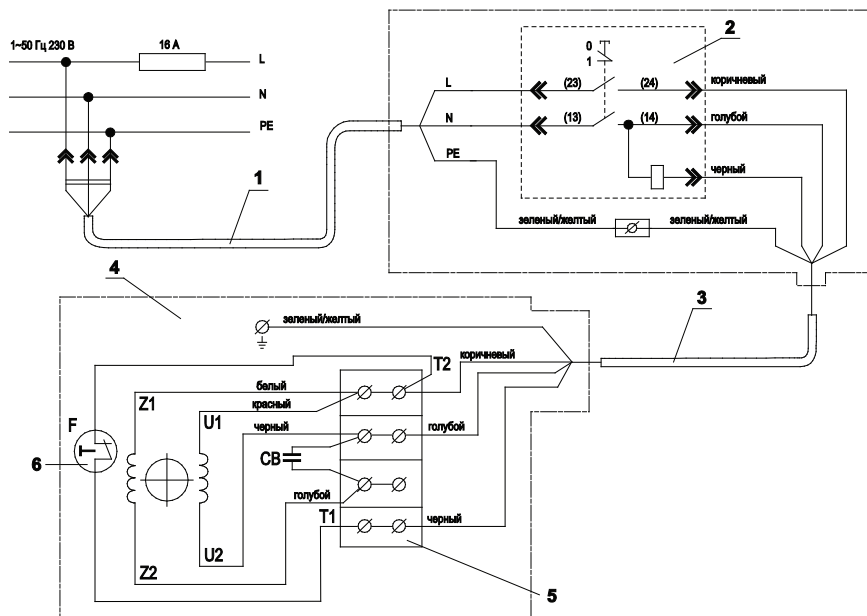 1~50 Гц 230 В
16 А
L
N
PE
1
2
0
1
L
(23)
(24)
коричневый
N
(13)
(14)
голубой
PE
черный
зеленый/желтый
зеленый/желтый
3
4
зеленый/желтый
T2
коричневый
белый
Z1
красный
U1
F
черный
голубой
6
CB
голубой
T1
черный
U2
Z2
5